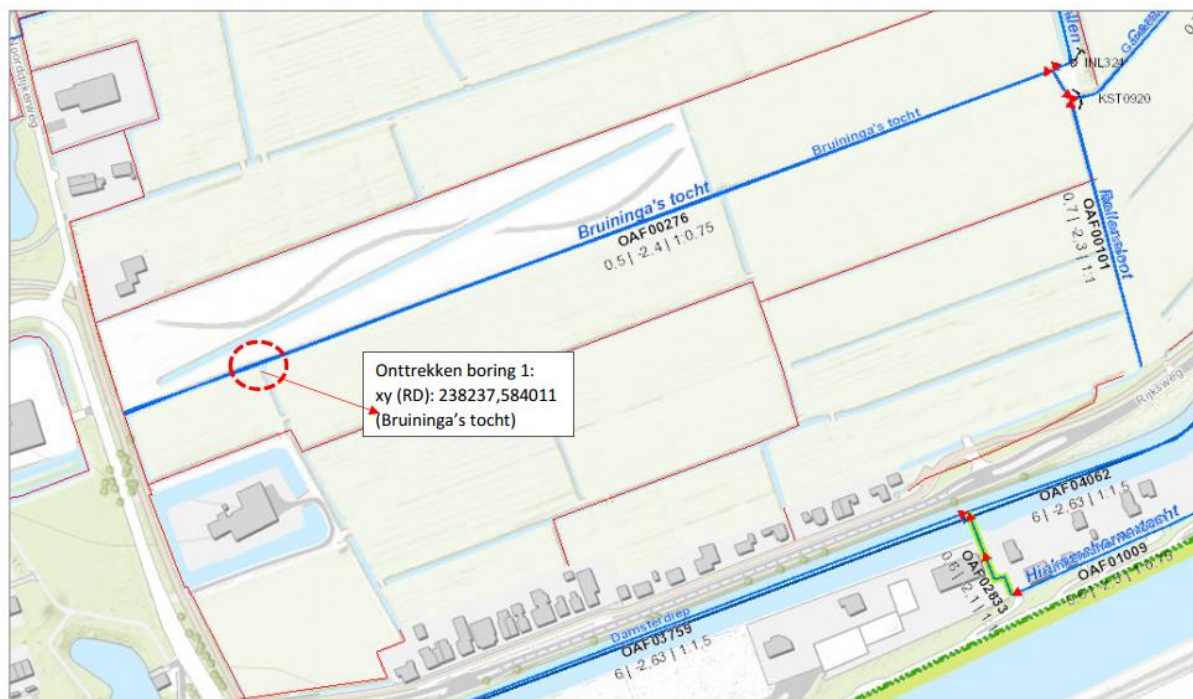 Noorddijkerweg
INL324
KST0920
Bruininga's tocht
Bruininga's tocht
OAF00276
0,5 | -2,4 | 1:0.75
OAF00101
0,7 | -2,3 | 1:1
Onttrekken boring 1:
xy (RD): 238237,584011
(Bruininga's tocht)
Rijksweg
OAF04062
6 | -2,63 | 1:1,5
OAF01009
OAF02833
Damsterdiep
OAF03759
6 | -2,63 | 1:1,5